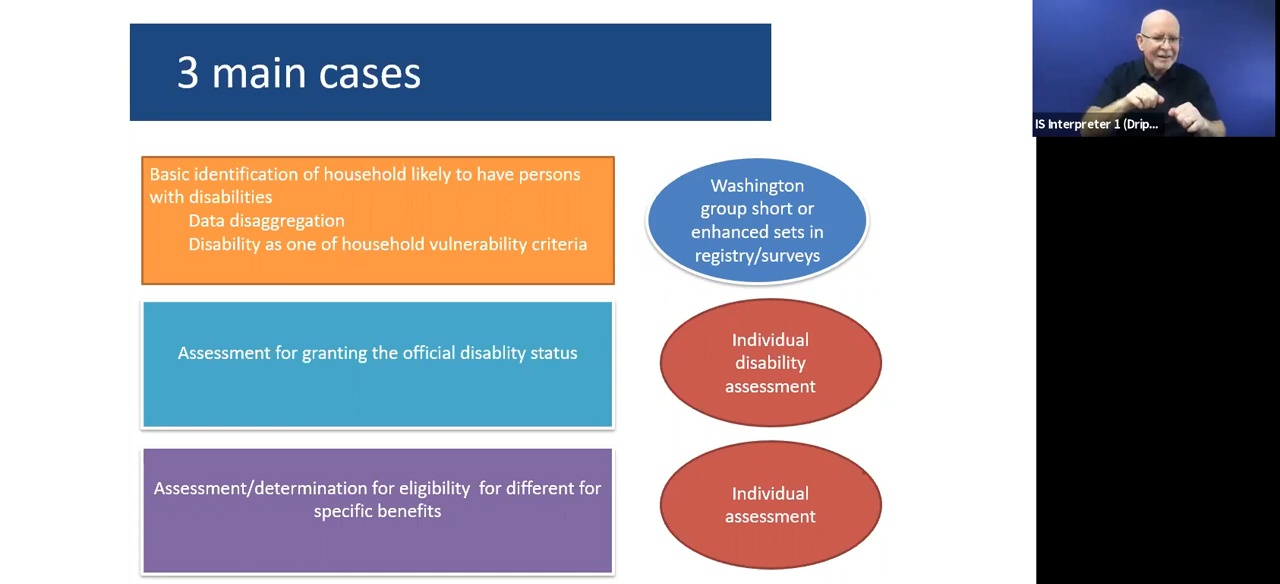 3 main cases
IS Interpreter 1 (Drip...
Basic identification of household likely to have persons
with disabilities
Data disaggregation
Disability as one of household vulnerability criteria
Washington
group short or
enhanced sets in
registry/surveys
Assessment for granting the official disablity status
Individual
disability
assessment
Assessment/determination for eligibility for different for
specific benefits
Individual
assessment